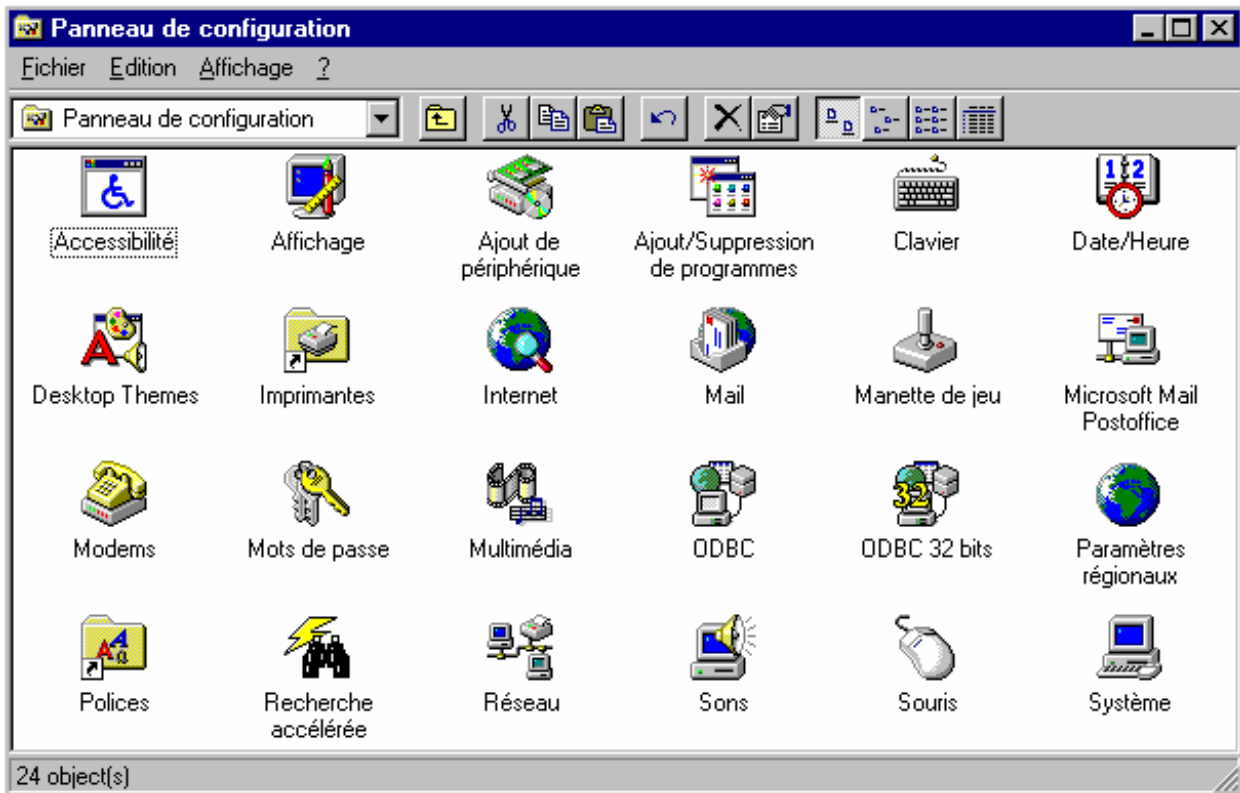 Panneau de configuration
Fichier Edition Affichage ?
Panneau de configuration
Accessibilité
Affichage
Ajout de
périphérique
Ajout/Suppression
de programmes
Clavier
Date/Heure
Desktop Themes
Imprimantes
Internet
Mail
Manette de jeu
Microsoft Mail
Postoffice
Modems
Mots de passe
Multimédia
ODBC
ODBC 32 bits
Paramètres
régionaux
Polices
Recherche
accélérée
Réseau
Sons
Souris
Système
24 object(s)